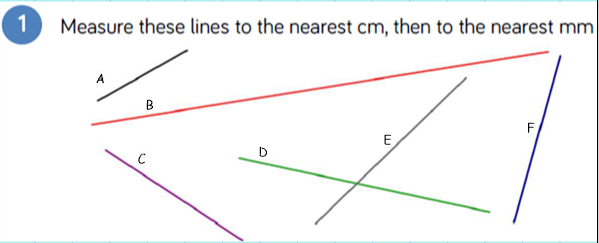 1 Measure these lines to the nearest cm, then to the nearest mm
A
B
F
E
D
C